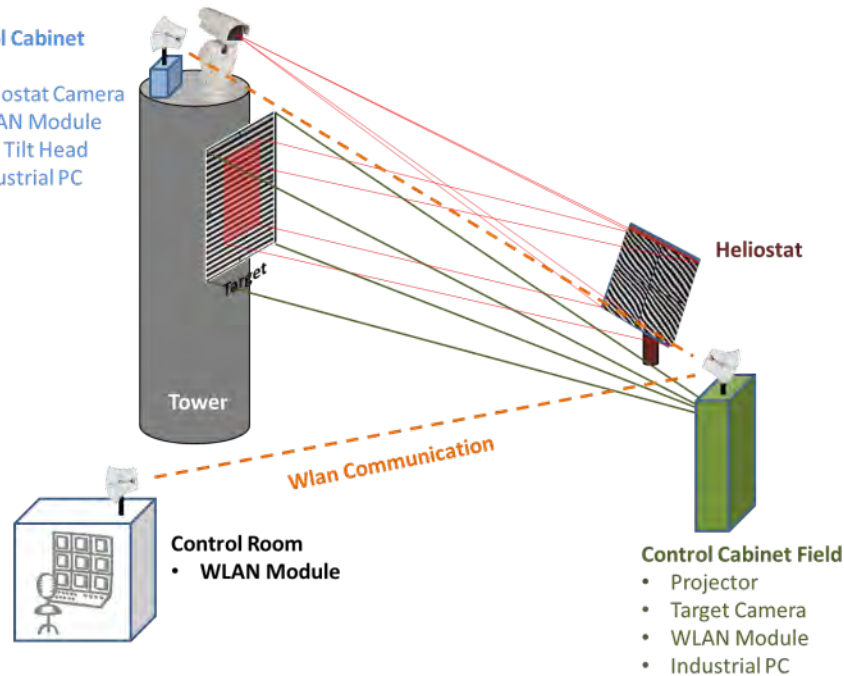 l Cabinet
ostat Camera
AN Module
Tilt Head
ustrial PC
Target
Heliostat
Tower
Wlan Communication
Control Room
• WLAN Module
Control Cabinet Field
• Projector
• Target Camera
• WLAN Module
• Industrial PC